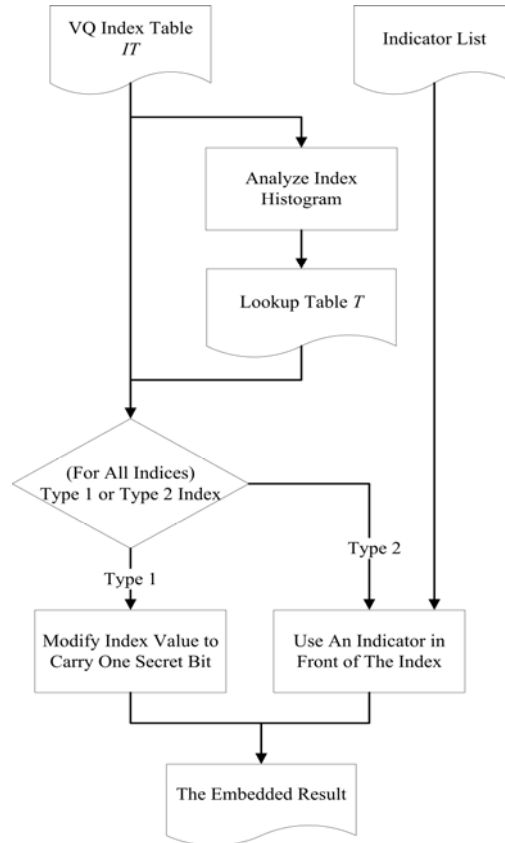 VQ Index Table
IT
Indicator List
Analyze Index
Histogram
Lookup Table T
(For All Indices)
Type 1 or Type 2 Index
Type 2
Type 1
Modify Index Value to
Carry One Secret Bit
Use An Indicator in
Front of The Index
The Embedded Result